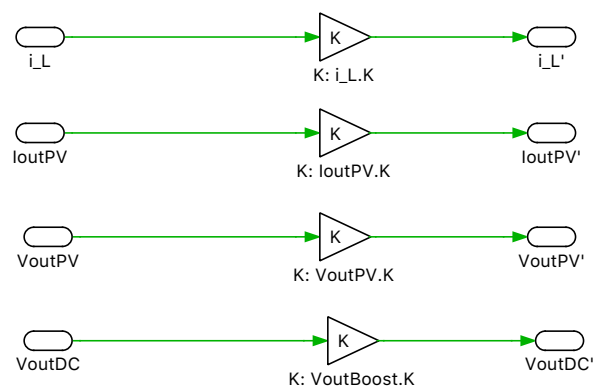 K
i_L
i_L'
K: i_L.K
K
IoutPV
IoutPV'
K: IoutPV.K
K
VoutPV
VoutPV'
K: VoutPV.K
K
VoutDC
VoutDC'
K: VoutBoost.K